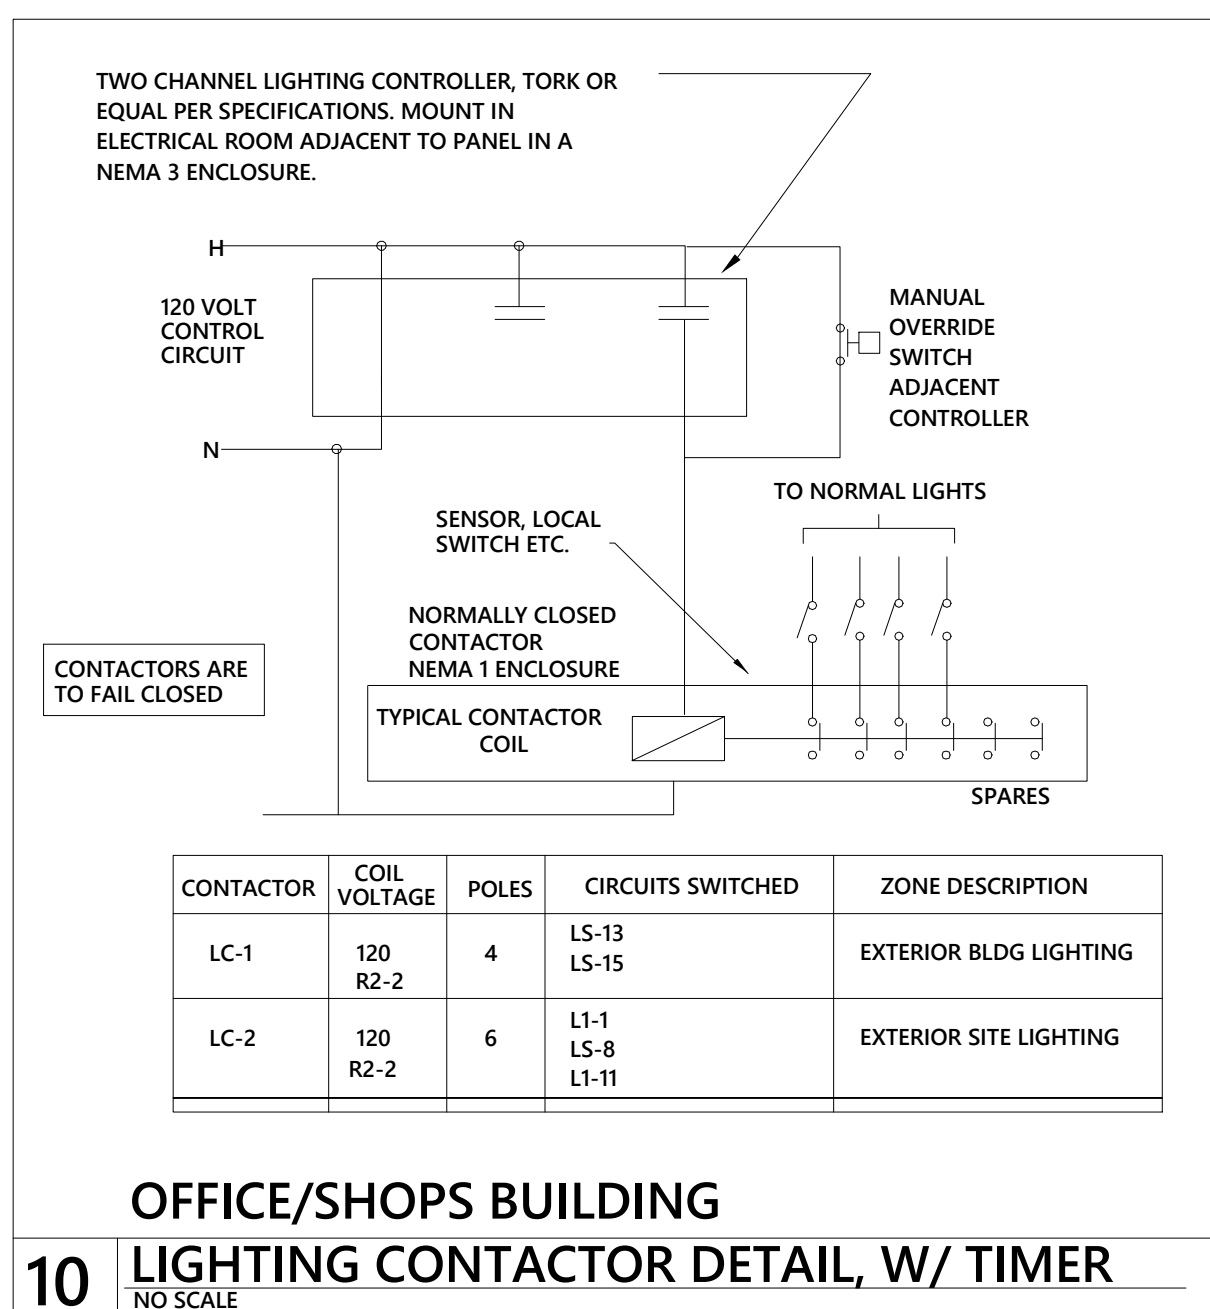 TWO CHANNEL LIGHTING CONTROLLER, TORK OR
EQUAL PER SPECIFICATIONS. MOUNT IN
ELECTRICAL ROOM ADJACENT TO PANEL IN A
NEMA 3 ENCLOSURE.
H
120 VOLT
CONTROL
CIRCUIT
N
MANUAL
OVERRIDE
SWITCH
ADJACENT
CONTROLLER
TO NORMAL LIGHTS
SENSOR, LOCAL
SWITCH ETC.
NORMALLY CLOSED
CONTACTOR
NEMA 1 ENCLOSURE
CONTACTORS ARE
TO FAIL CLOSED
TYPICAL CONTACTOR
COIL
SPARES
CONTACTOR
COIL
VOLTAGE
POLES
CIRCUITS SWITCHED
ZONE DESCRIPTION
LC-1
120
R2-2
4
LS-13
LS-15
EXTERIOR BLDG LIGHTING
LC-2
120
R2-2
6
L1-1
LS-8
L1-11
EXTERIOR SITE LIGHTING
OFFICE/SHOPS BUILDING
10
LIGHTING CONTACTOR DETAIL, W/ TIMER
NO SCALE